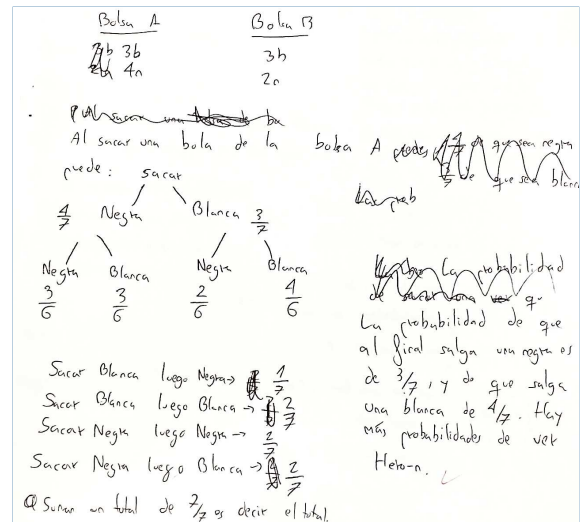 Bolsa A
Bolsa B
3b
4n
3b
2n
Al sacar una bola de la bolsa A
puede: sacar
4/7 Negra Blanca 3/7
Negra Blanca Negra Blanca
3/6 3/6 2/6 4/6
Sacar Blanca luego Negra → 1/7
Sacar Blanca luego Blanca → 2/7
Sacar Negra luego Negra → 2/7
Sacar Negra luego Blanca → 2/7
Suman un total de 7/7 es decir el total.
La probabilidad de que
al final salga una negra es
de 3/7, y de que salga
una blanca de 4/7. Hay
más probabilidades de ver
Hero-n.